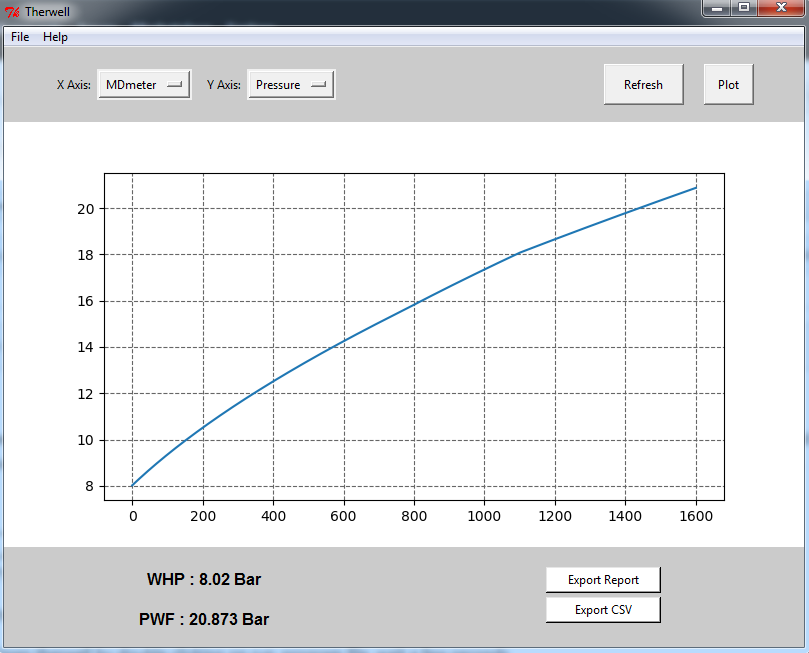 Therwell
File Help
X Axis: MDmeter Y Axis: Pressure Refresh Plot
20
18
16
14
12
10
8
0 200 400 600 800 1000 1200 1400 1600
WHP : 8.02 Bar
Export Report
PWF : 20.873 Bar
Export CSV